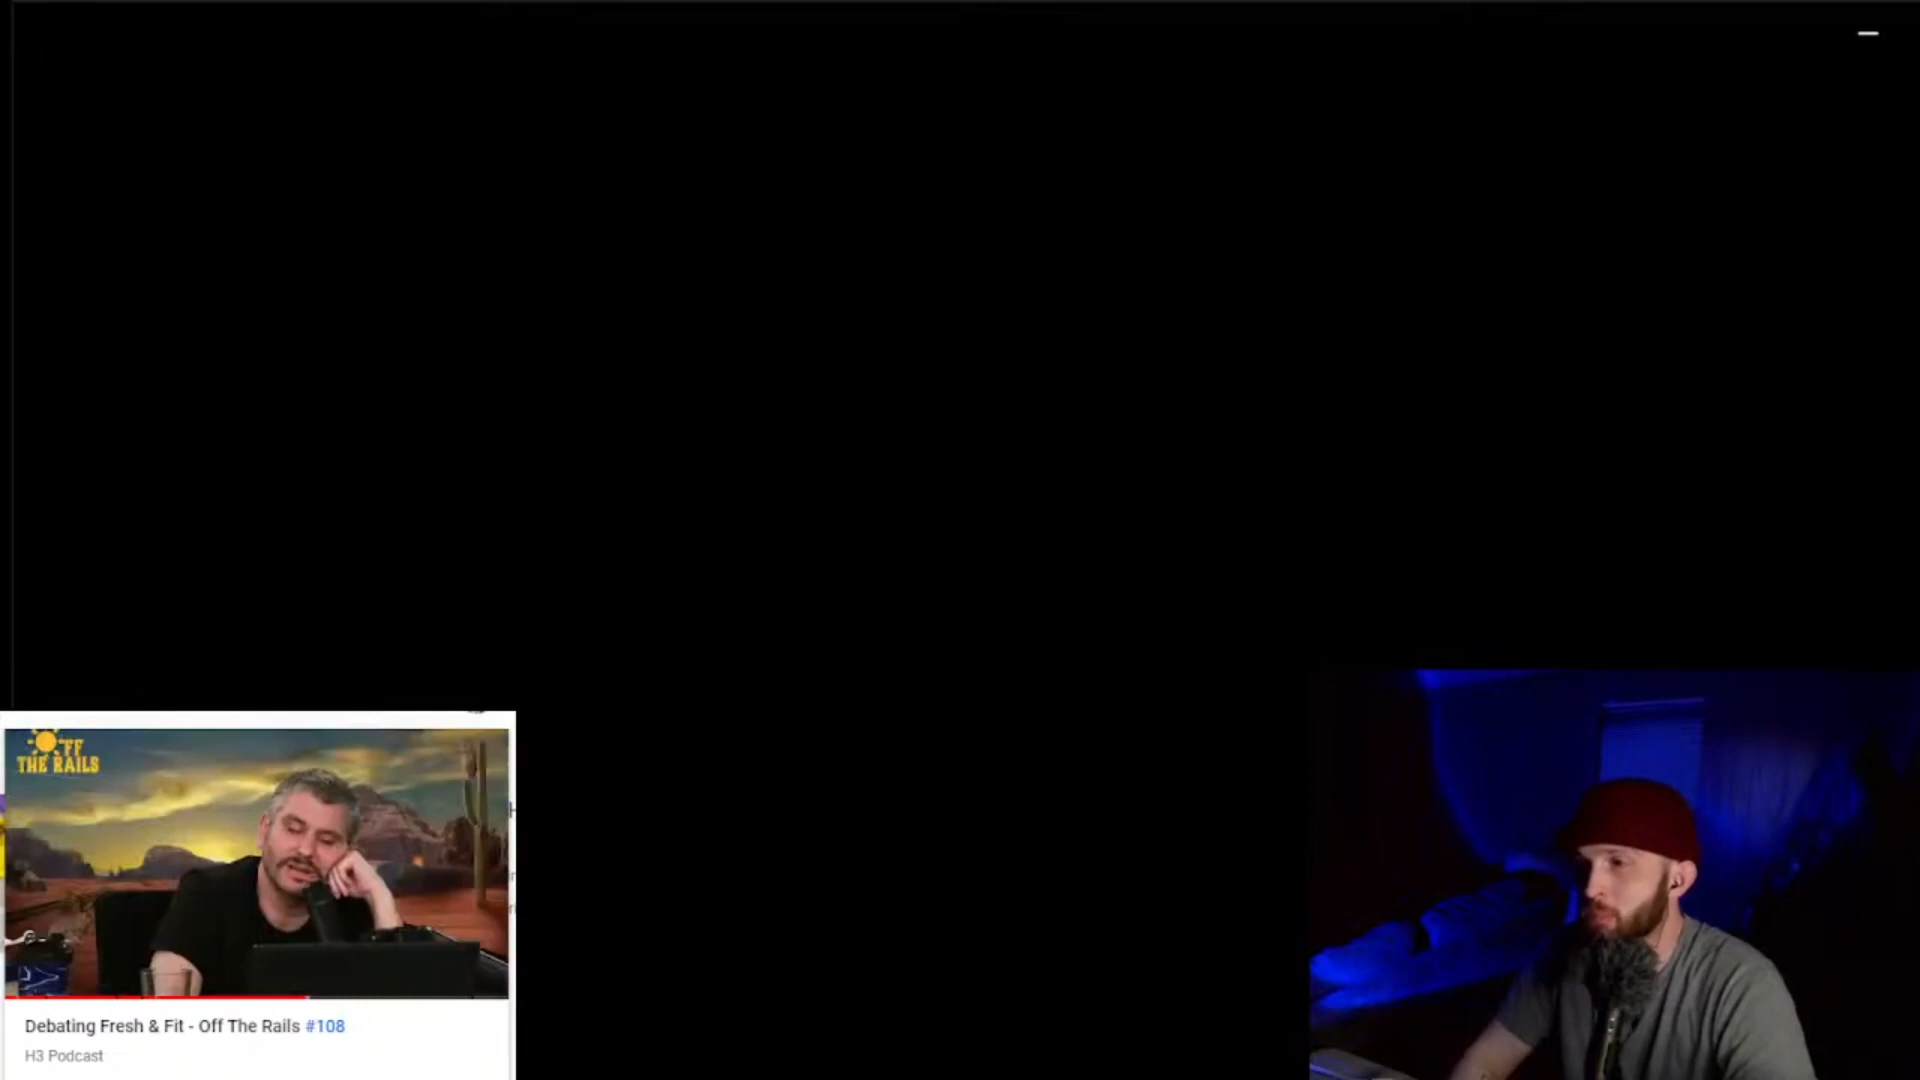 OFF
THE RAILS
Debating Fresh & Fit - Off The Rails #108
H3 Podcast